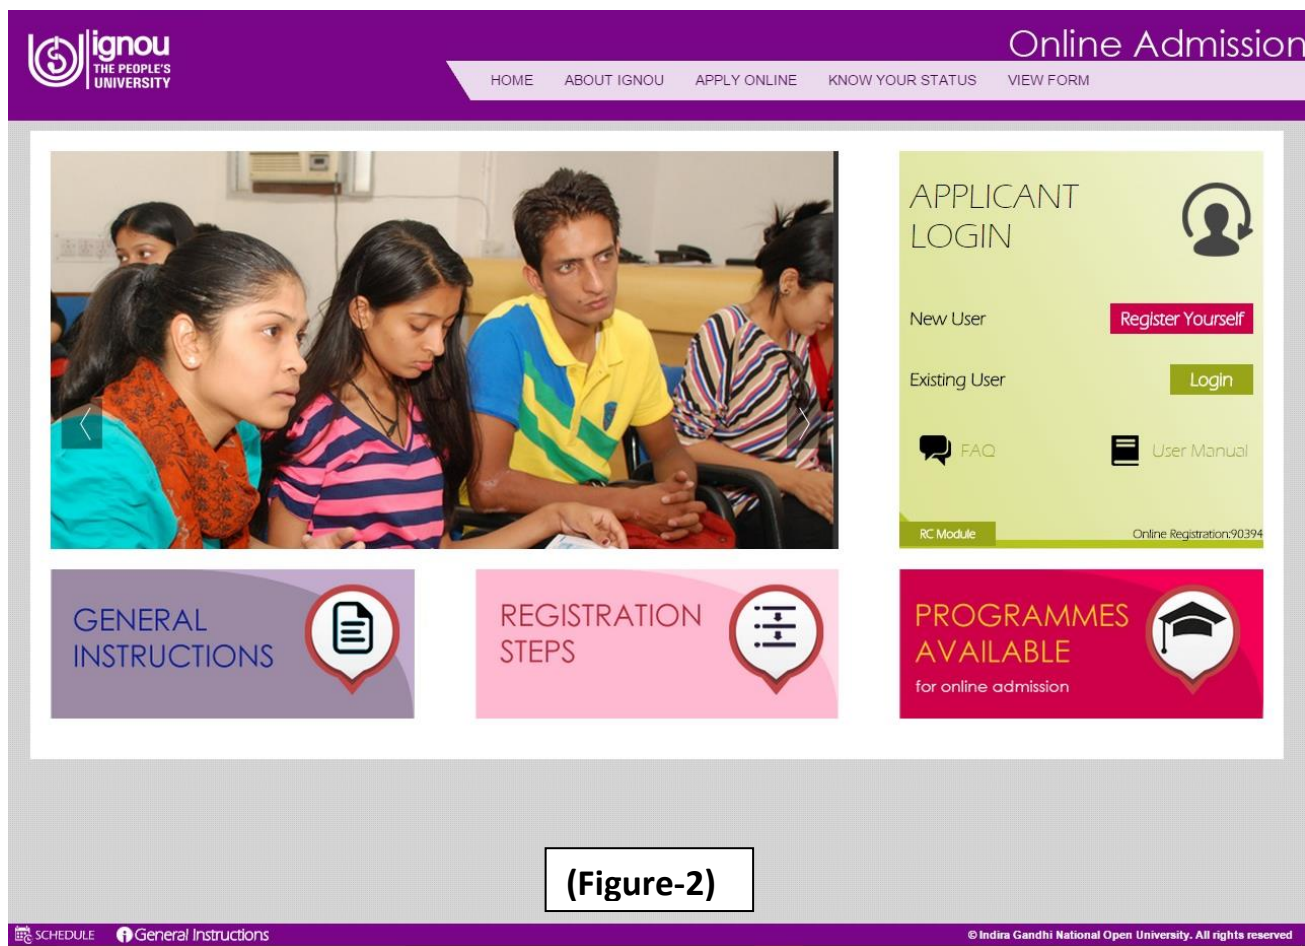 ignou
THE PEOPLE'S
UNIVERSITY
Online Admission
HOME ABOUT IGNOU APPLY ONLINE KNOW YOUR STATUS VIEW FORM
APPLICANT
LOGIN
New User Register Yourself
Existing User Login
FAQ User Manual
RC Module Online Registration:90394
GENERAL
INSTRUCTIONS
REGISTRATION
STEPS
PROGRAMMES
AVAILABLE
for online admission
(Figure-2)
SCHEDULE General Instructions © Indira Gandhi National Open University. All rights reserved